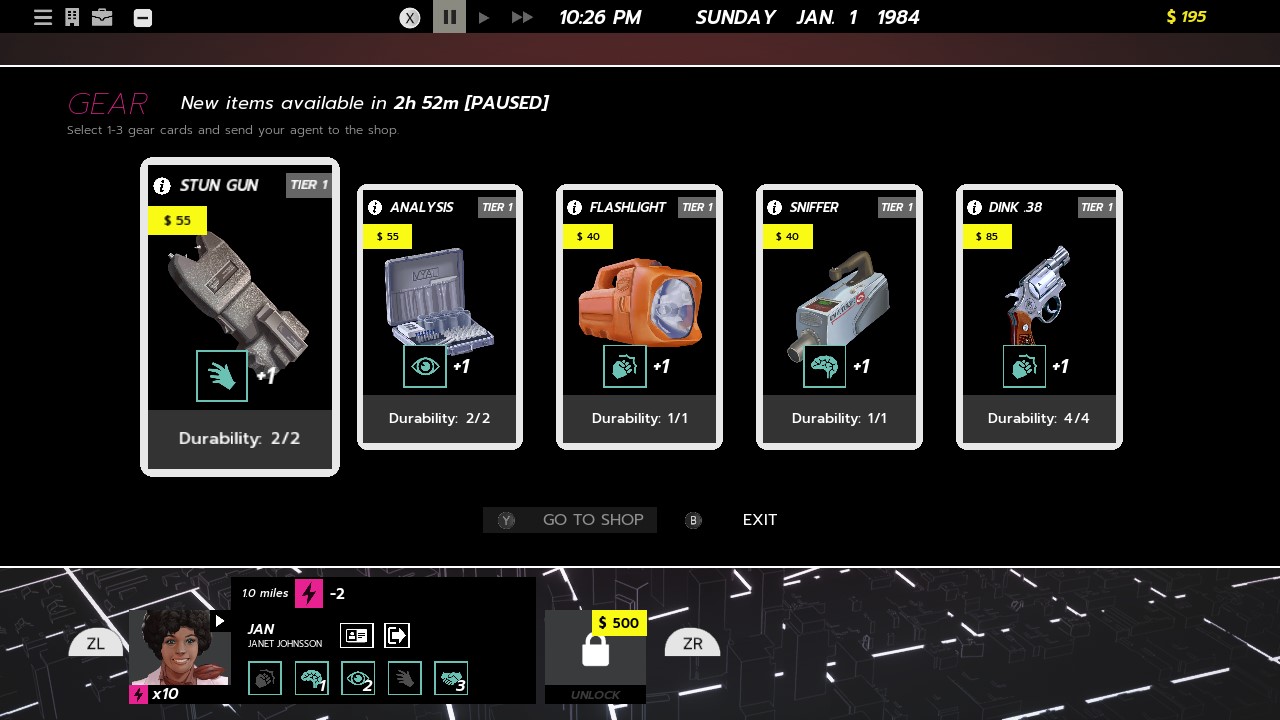 X 10:26 PM SUNDAY JAN. 1 1984 $ 195
GEAR New items available in 2h 52m [PAUSED]
Select 1-3 gear cards and send your agent to the shop.
i STUN GUN TIER 1
$ 55
+1
Durability: 2/2
i ANALYSIS TIER 1
$ 55
+1
Durability: 2/2
i FLASHLIGHT TIER 1
$ 40
+1
Durability: 1/1
i SNIFFER TIER 1
$ 40
+1
Durability: 1/1
i DINK .38 TIER 1
$ 85
+1
Durability: 4/4
Y GO TO SHOP B EXIT
1.0 miles -2
ZL
JAN
JANET JOHNSSON
1 2 3
x10
$ 500
UNLOCK
ZR